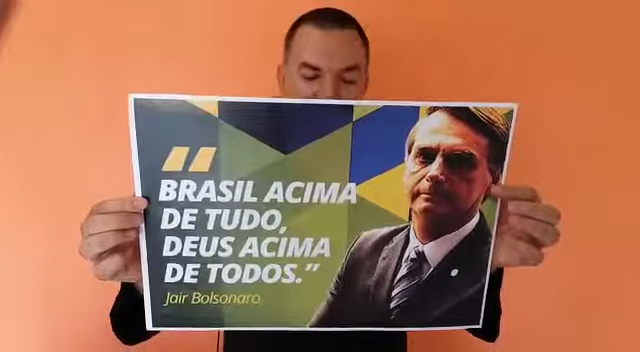 "BRASIL ACIMA
DE TUDO,
DEUS ACIMA
DE TODOS."
Jair Bolsonaro